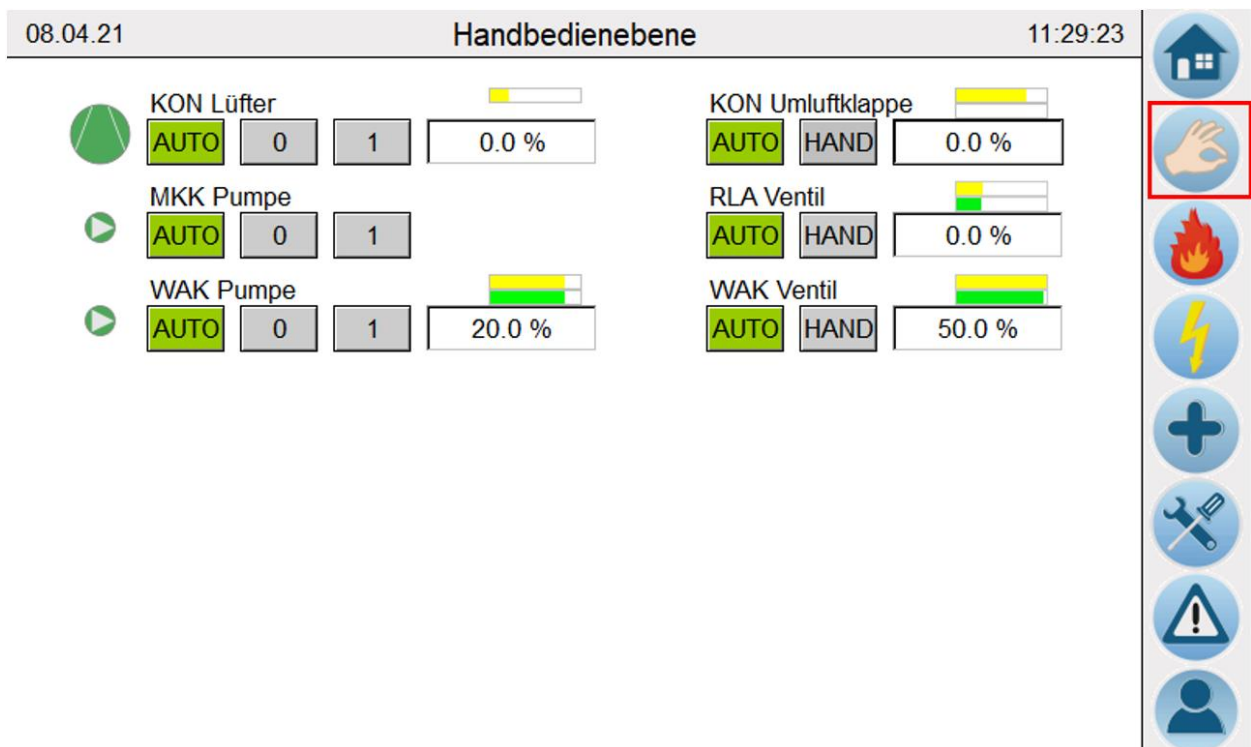 08.04.21 Handbedienebene 11:29:23
KON Lüfter KON Umluftklappe
AUTO 0 1 0.0 % AUTO HAND 0.0 %
MKK Pumpe RLA Ventil
AUTO 0 1 AUTO HAND 0.0 %
WAK Pumpe WAK Ventil
AUTO 0 1 20.0 % AUTO HAND 50.0 %